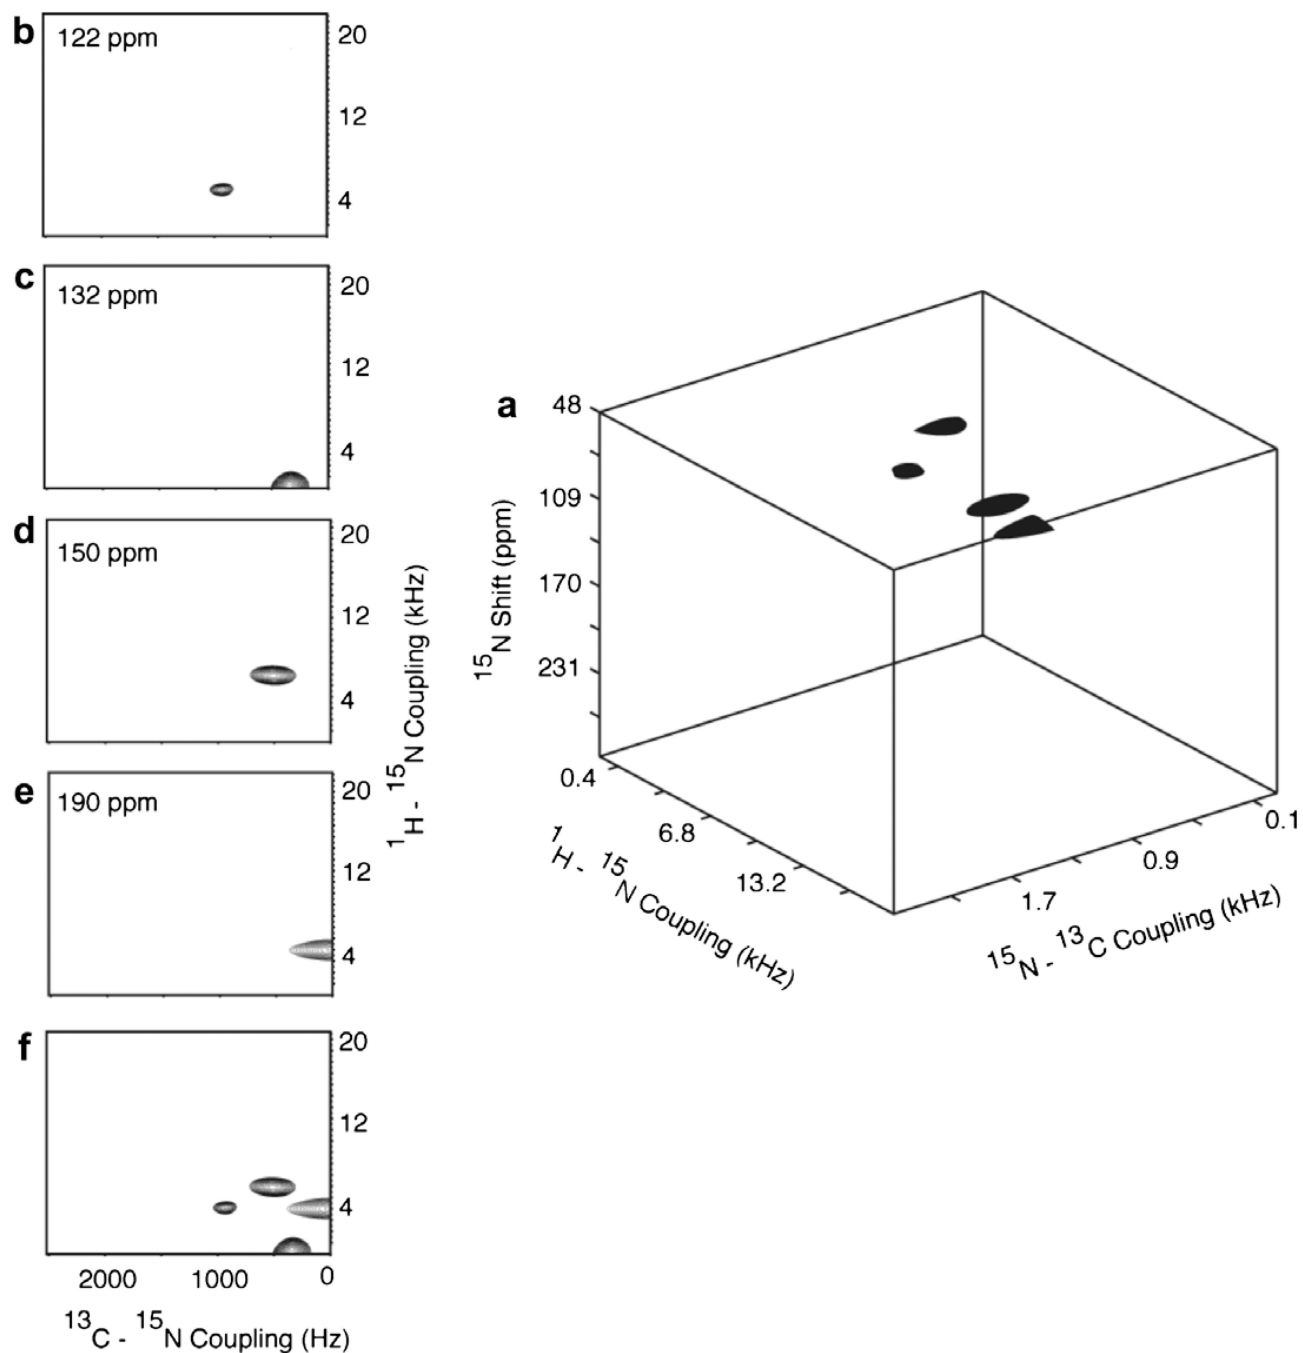 b
122 ppm
20
12
4
c
132 ppm
20
12
4
d
150 ppm
20
12
4
e
190 ppm
20
12
4
f
20
12
4
2000 1000 0
13C - 15N Coupling (Hz)
1H - 15N Coupling (kHz)
a
48
109
170
231
15N Shift (ppm)
0.4
6.8
13.2
1H - 15N Coupling (kHz)
0.1
0.9
1.7
15N - 13C Coupling (kHz)